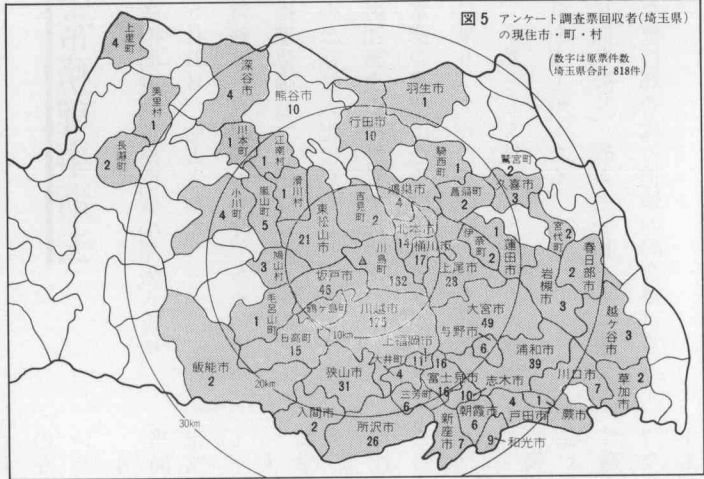 図5 アンケート調査票回収者(埼玉県)
の現住市・町・村
(数字は原票件数
埼玉県合計 818件)
上里町
4
美里村
1
長瀞町
2
深谷市
4
熊谷市
10
羽生市
1
行田市
10
川本町
1
江南村
1
騎西町
1
鷲宮町
2
久喜市
3
小川町
4
嵐山町
5
滑川村
1
東松山市
21
吉見町
2
鴻巣市
4
1
菖蒲町
2
北本市
14
桶川市
17
伊奈町
2
1
蓮田市
宮代町
2
春日部市
2
鳩山村
3
川島町
132
上尾市
岩槻市
3
坂戸市
毛呂山町
1
鶴ヶ島町
川越市
大宮市
49
越ヶ谷市
3
日高町
15
10km
与野市
6
上福岡市
11
16
大井町
4
浦和市
39
飯能市
2
20km
狭山市
31
富士見市
16
志木市
10
川口市
7
草加市
2
30km
入間市
2
三芳町
6
所沢市
26
新座市
7
朝霞市
6
戸田市
4
1
蕨市
9
和光市